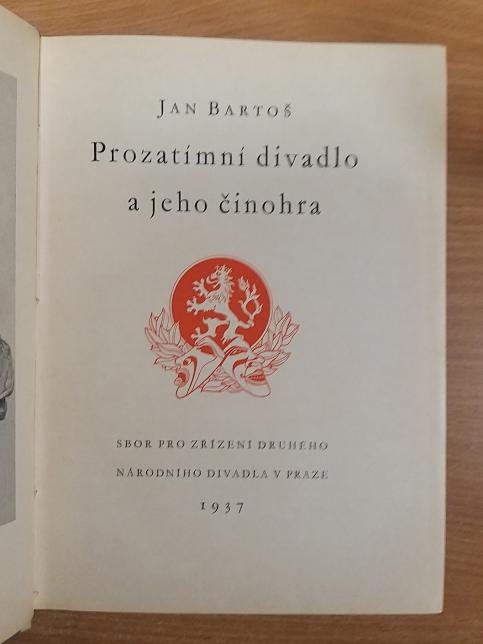 JAN BARTOŠ
Prozatímní divadlo
a jeho činohra
SBOR PRO ZŘÍZENÍ DRUHÉHO
NÁRODNÍHO DIVADLA V PRAZE
1937